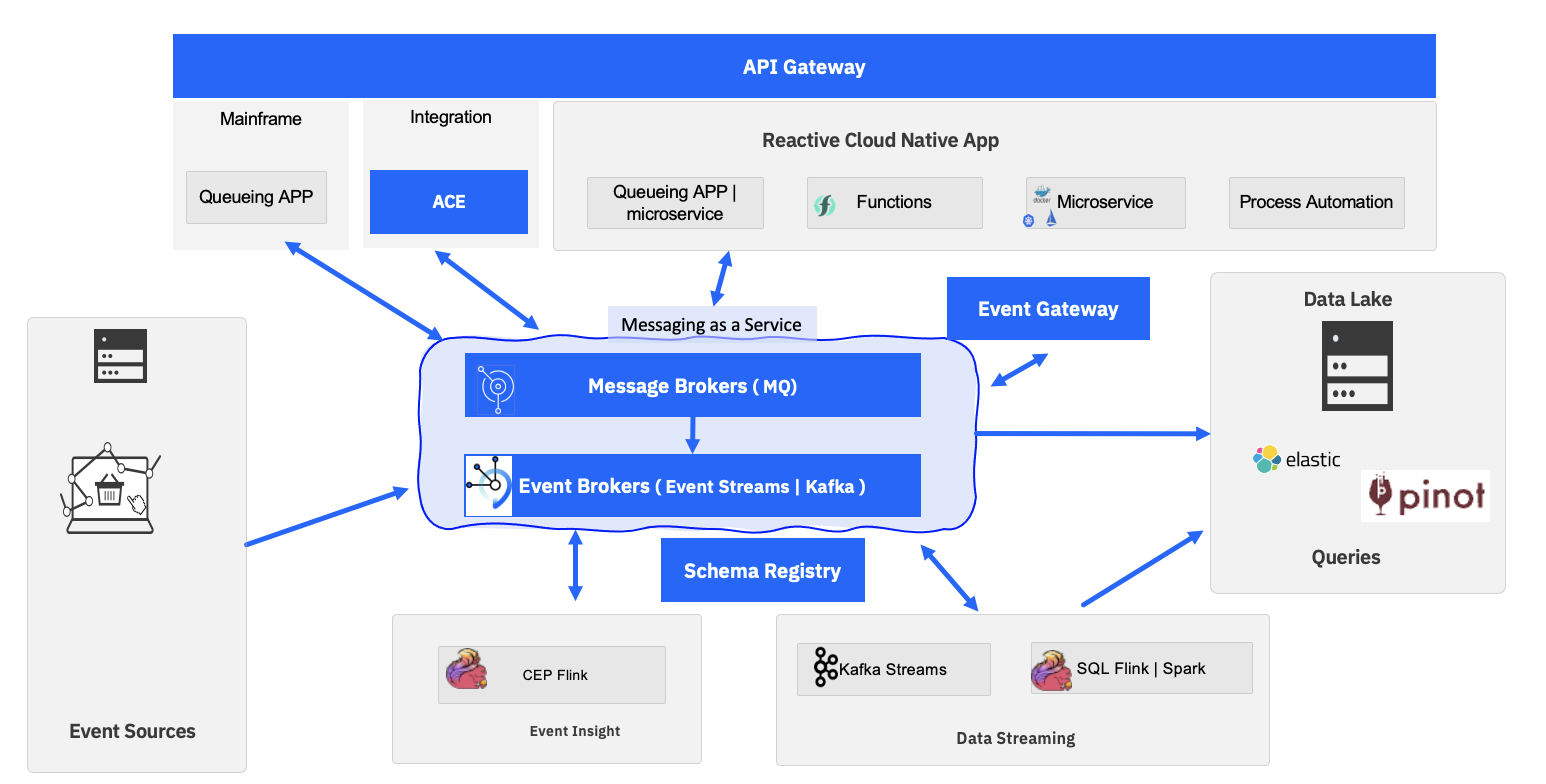 API Gateway
Mainframe
Queueing APP
Integration
ACE
Reactive Cloud Native App
Queueing APP |
microservice
Functions
docker
Microservice
Process Automation
Messaging as a Service
Event Gateway
Message Brokers ( MQ)
Event Brokers ( Event Streams | Kafka )
Schema Registry
Event Sources
CEP Flink
Event Insight
Kafka Streams
SQL Flink | Spark
Data Streaming
Data Lake
elastic
pinot
Queries